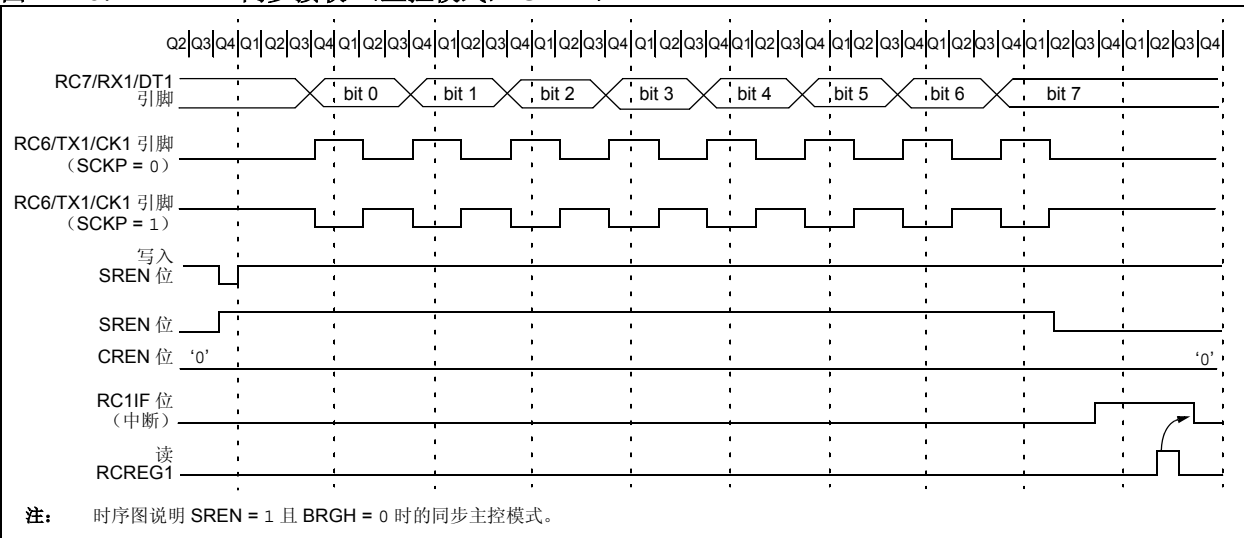 Q2 Q3 Q4 Q1 Q2 Q3 Q4 Q1 Q2 Q3 Q4 Q1 Q2 Q3 Q4 Q1 Q2 Q3 Q4 Q1 Q2 Q3 Q4 Q1 Q2 Q3 Q4 Q1 Q2 Q3 Q4 Q1 Q2 Q3 Q4 Q1 Q2 Q3 Q4 Q1 Q2 Q3 Q4
RC7/RX1/DT1
引脚
bit 0 bit 1 bit 2 bit 3 bit 4 bit 5 bit 6 bit 7
RC6/TX1/CK1 引脚
（SCKP = 0）
RC6/TX1/CK1 引脚
（SCKP = 1）
写入
SREN 位
SREN 位
CREN 位 ‘0’ ‘0’
RC1IF 位
（中断）
读
RCREG1
注： 时序图说明 SREN = 1 且 BRGH = 0 时的同步主控模式。